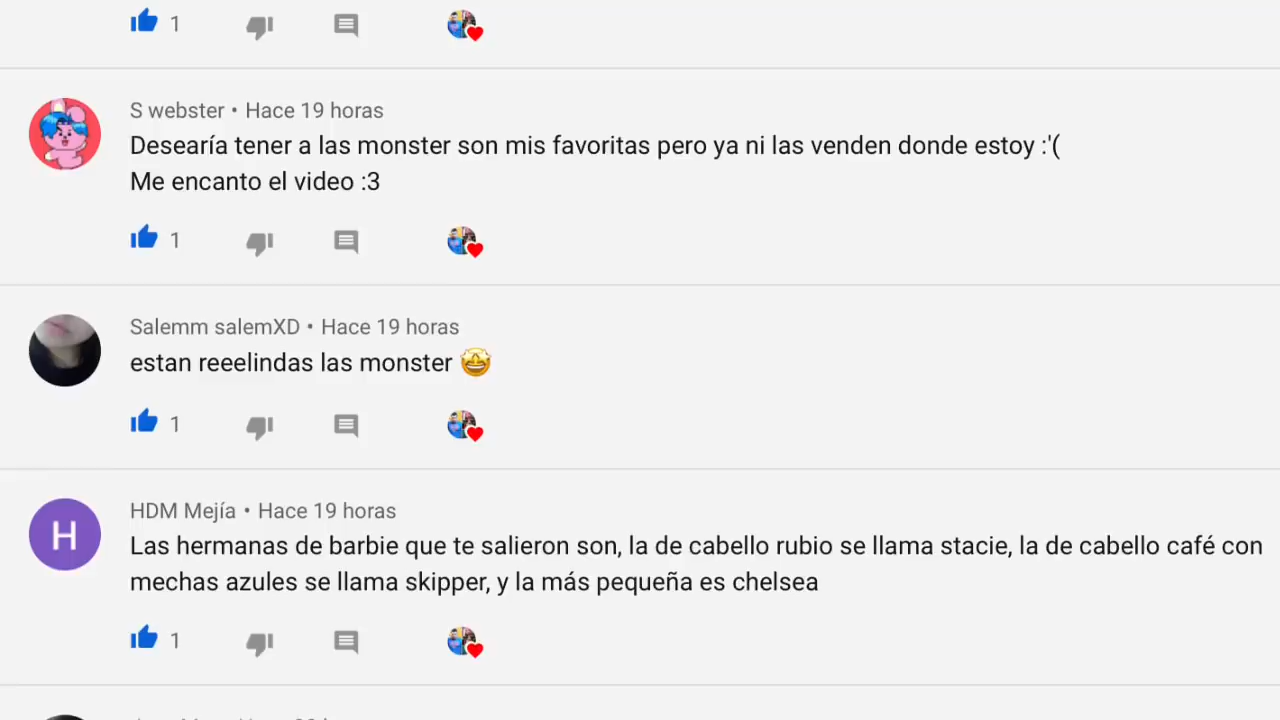 1
S webster • Hace 19 horas
Desearía tener a las monster son mis favoritas pero ya ni las venden donde estoy :'(
Me encanto el video :3
1
Salemm salemXD • Hace 19 horas
estan reeelindas las monster 🤩
1
H
HDM Mejía • Hace 19 horas
Las hermanas de barbie que te salieron son, la de cabello rubio se llama stacie, la de cabello café con
mechas azules se llama skipper, y la más pequeña es chelsea
1